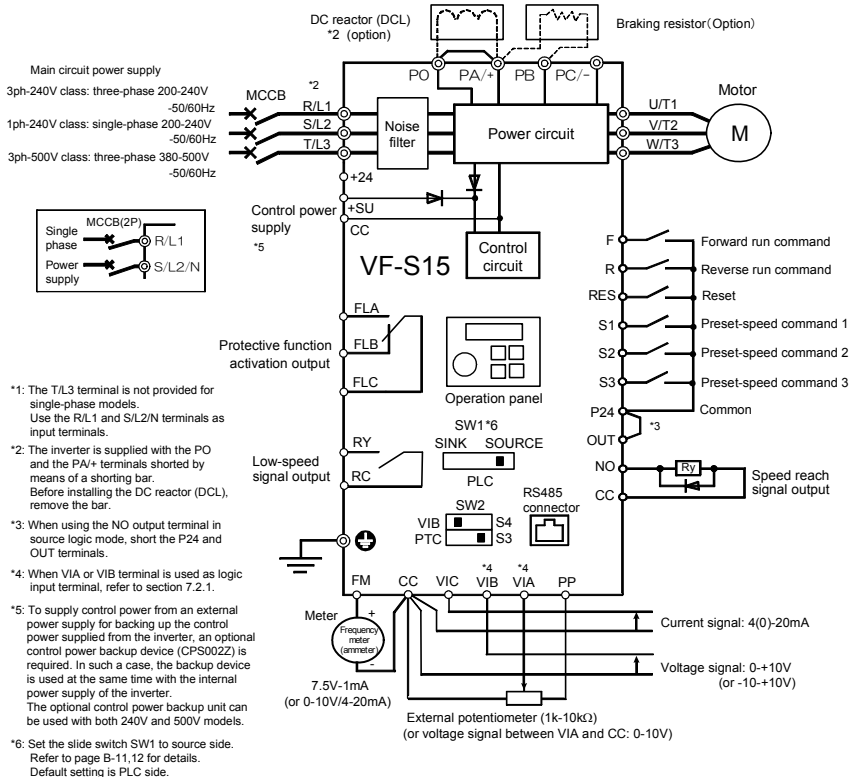 DC reactor (DCL)
*2 (option)
Braking resistor(Option)
Main circuit power supply
3ph-240V class: three-phase 200-240V
-50/60Hz
1ph-240V class: single-phase 200-240V
-50/60Hz
3ph-500V class: three-phase 380-500V
-50/60Hz
MCCB
*2
R/L1
S/L2
T/L3
PO
PA/+
PB
PC/-
Noise
filter
Power circuit
U/T1
V/T2
W/T3
Motor
M
+24
+SU
CC
Control power
supply
*5
Control
circuit
VF-S15
Single
phase
Power
supply
MCCB(2P)
R/L1
S/L2/N
F
Forward run command
R
Reverse run command
RES
Reset
S1
Preset-speed command 1
S2
Preset-speed command 2
S3
Preset-speed command 3
P24
Common
*3
OUT
NO
Ry
CC
Speed reach
signal output
Protective function
activation output
FLA
FLB
FLC
Operation panel
SW1*6
SINK SOURCE
PLC
Low-speed
signal output
RY
RC
SW2
VIB
S4
PTC
S3
RS485
connector
FM
CC
VIC
*4
VIB
*4
VIA
PP
Meter
+
Frequency
meter
(ammeter)
-
7.5V-1mA
(or 0-10V/4-20mA)
Current signal: 4(0)-20mA
Voltage signal: 0-+10V
(or -10-+10V)
External potentiometer (1k-10kΩ)
(or voltage signal between VIA and CC: 0-10V)
*1: The T/L3 terminal is not provided for
single-phase models.
Use the R/L1 and S/L2/N terminals as
input terminals.
*2: The inverter is supplied with the PO
and the PA/+ terminals shorted by
means of a shorting bar.
Before installing the DC reactor (DCL),
remove the bar.
*3: When using the NO output terminal in
source logic mode, short the P24 and
OUT terminals.
*4: When VIA or VIB terminal is used as logic
input terminal, refer to section 7.2.1.
*5: To supply control power from an external
power supply for backing up the control
power supplied from the inverter, an optional
control power backup device (CPS002Z) is
required. In such a case, the backup device
is used at the same time with the internal
power supply of the inverter.
The optional control power backup unit can
be used with both 240V and 500V models.
*6: Set the slide switch SW1 to source side.
Refer to page B-11,12 for details.
Default setting is PLC side.